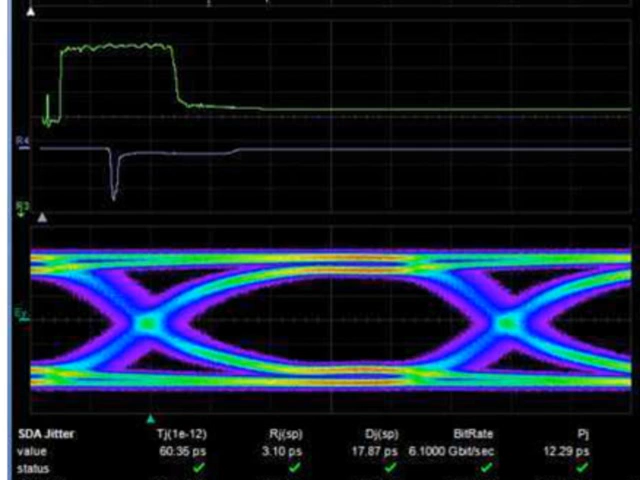 R4
R3
Ey
SDA Jitter Tj(1e-12) Rj(sp) Dj(sp) BitRate Pj
value 60.35 ps 3.10 ps 17.87 ps 6.1000 Gbit/sec 12.29 ps
status